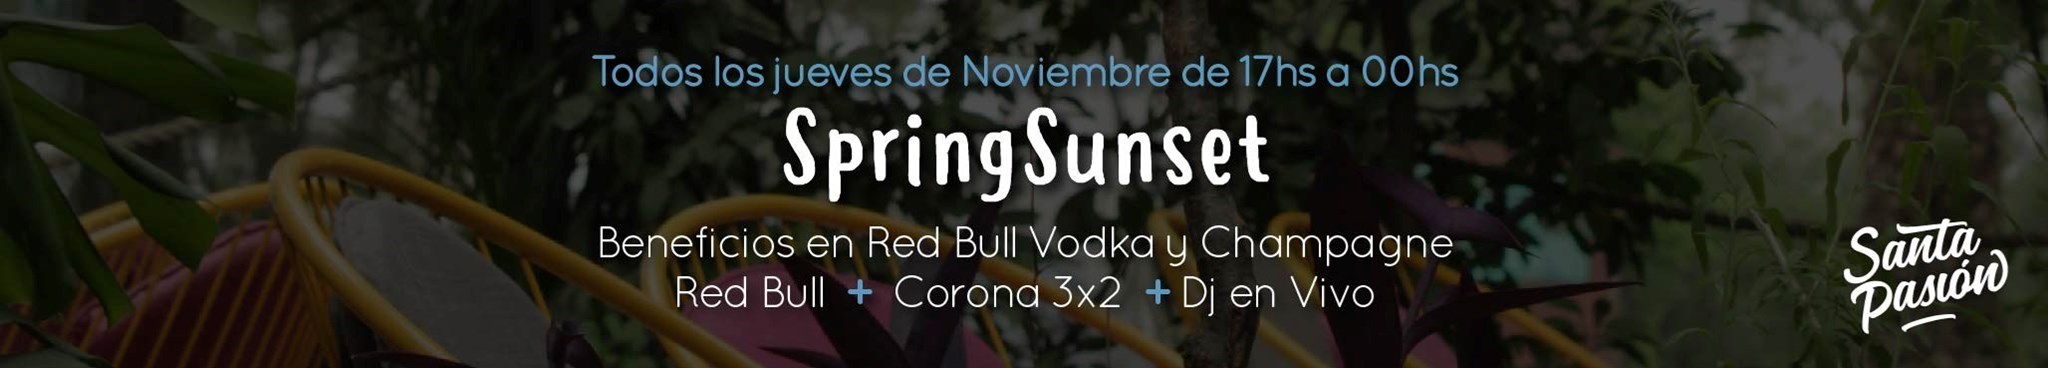 Todos los jueves de Noviembre de 17hs a 00hs
SpringSunset
Beneficios en Red Bull Vodka y Champagne
Red Bull + Corona 3x2 + Dj en Vivo
Santa
Pasión